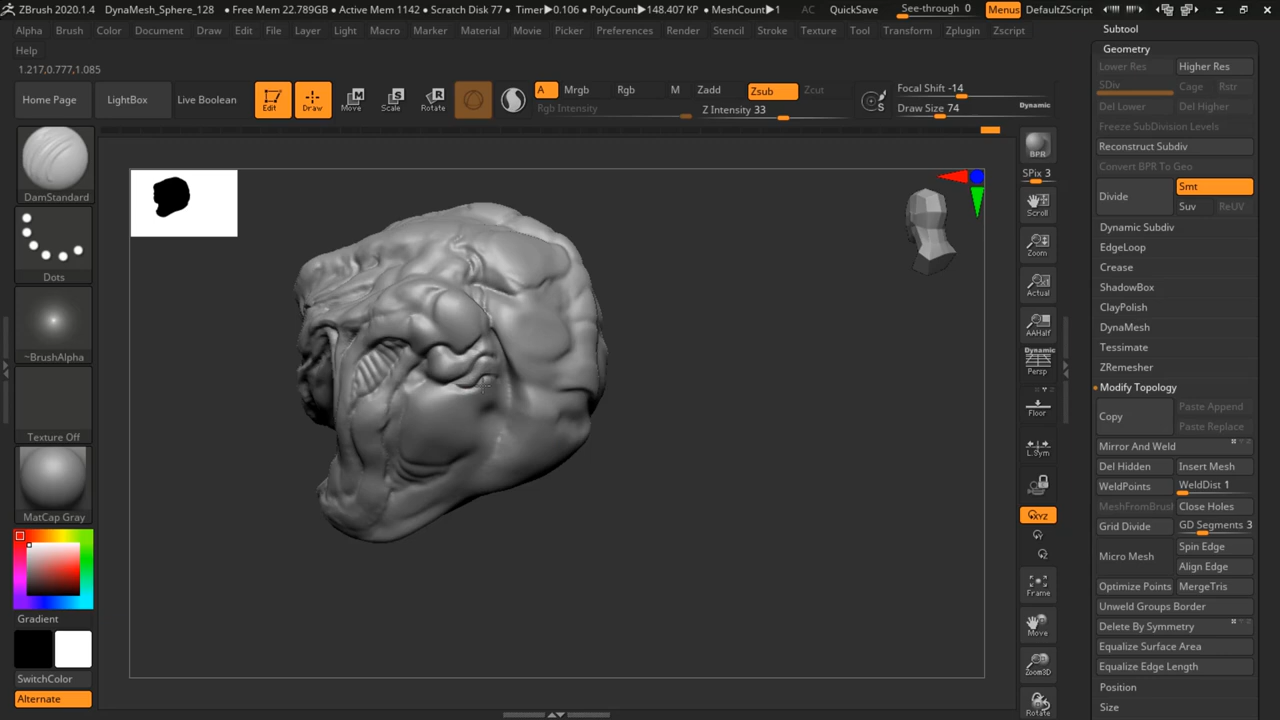 ZBrush 2020.1.4 DynaMesh_Sphere_128 • Free Mem 22.789GB • Active Mem 1142 • Scratch Disk 77 • Timer▶0.106 • PolyCount▶148.407 KP • MeshCount▶1 AC QuickSave See-through 0 Menus DefaultZScript
Alpha Brush Color Document Draw Edit File Layer Light Macro Marker Material Movie Picker Preferences Render Stencil Stroke Texture Tool Transform Zplugin Zscript
Help
1.217,0.777,1.085
Home Page LightBox Live Boolean Edit Draw Move Scale Rotate A Mrgb Rgb M Zadd Zsub Zcut Focal Shift -14
Rgb Intensity Z Intensity 33 Draw Size 74 Dynamic
DamStandard
Dots
~BrushAlpha
Texture Off
MatCap Gray
Gradient
SwitchColor
Alternate
BPR
SPix 3
Scroll
Zoom
Actual
AAHalf
Dynamic
Persp
Floor
L.Sym
XYZ
Frame
Move
Zoom3D
Rotate
Subtool
Geometry
Lower Res Higher Res
SDiv Cage Rstr
Del Lower Del Higher
Freeze SubDivision Levels
Reconstruct Subdiv
Convert BPR To Geo
Divide Smt
Suv ReUV
Dynamic Subdiv
EdgeLoop
Crease
ShadowBox
ClayPolish
DynaMesh
Tessimate
ZRemesher
Modify Topology
Copy Paste Append
Paste Replace
Mirror And Weld
Del Hidden Insert Mesh
WeldPoints WeldDist 1
MeshFromBrush Close Holes
Grid Divide GD Segments 3
Micro Mesh Spin Edge
Align Edge
Optimize Points MergeTris
Unweld Groups Border
Delete By Symmetry
Equalize Surface Area
Equalize Edge Length
Position
Size